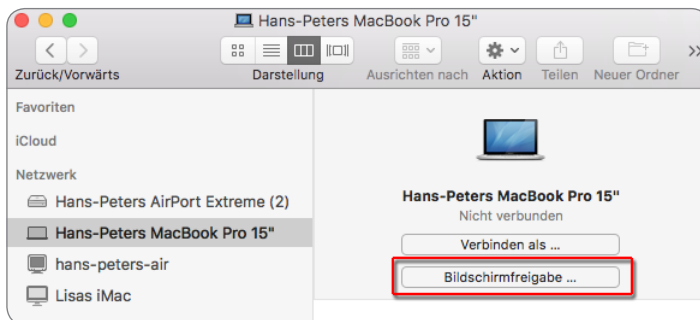 Hans-Peters MacBook Pro 15"
Zurück/Vorwärts Darstellung Ausrichten nach Aktion Teilen Neuer Ordner
Favoriten
iCloud
Netzwerk
Hans-Peters AirPort Extreme (2)
Hans-Peters MacBook Pro 15"
hans-peters-air
Lisas iMac
Hans-Peters MacBook Pro 15"
Nicht verbunden
Verbinden als ...
Bildschirmfreigabe ...